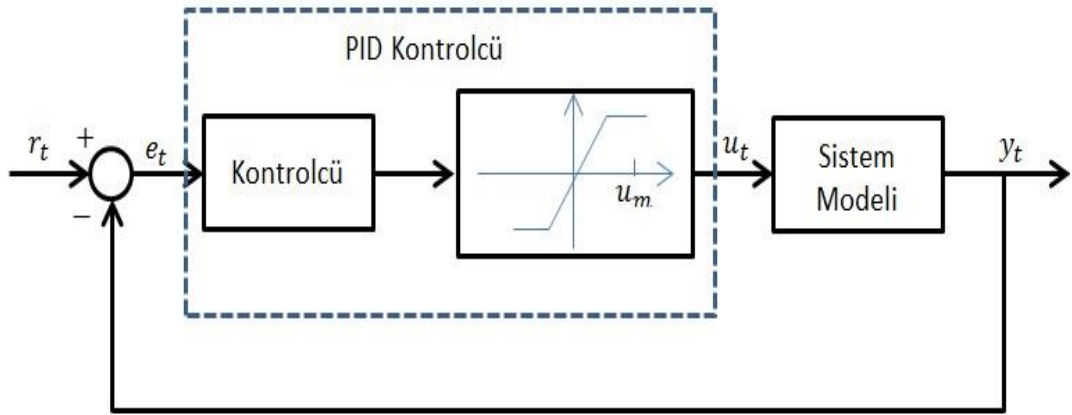 PID Kontrolcü
r_t
+
−
e_t
Kontrolcü
u_m.
u_t
Sistem
Modeli
y_t